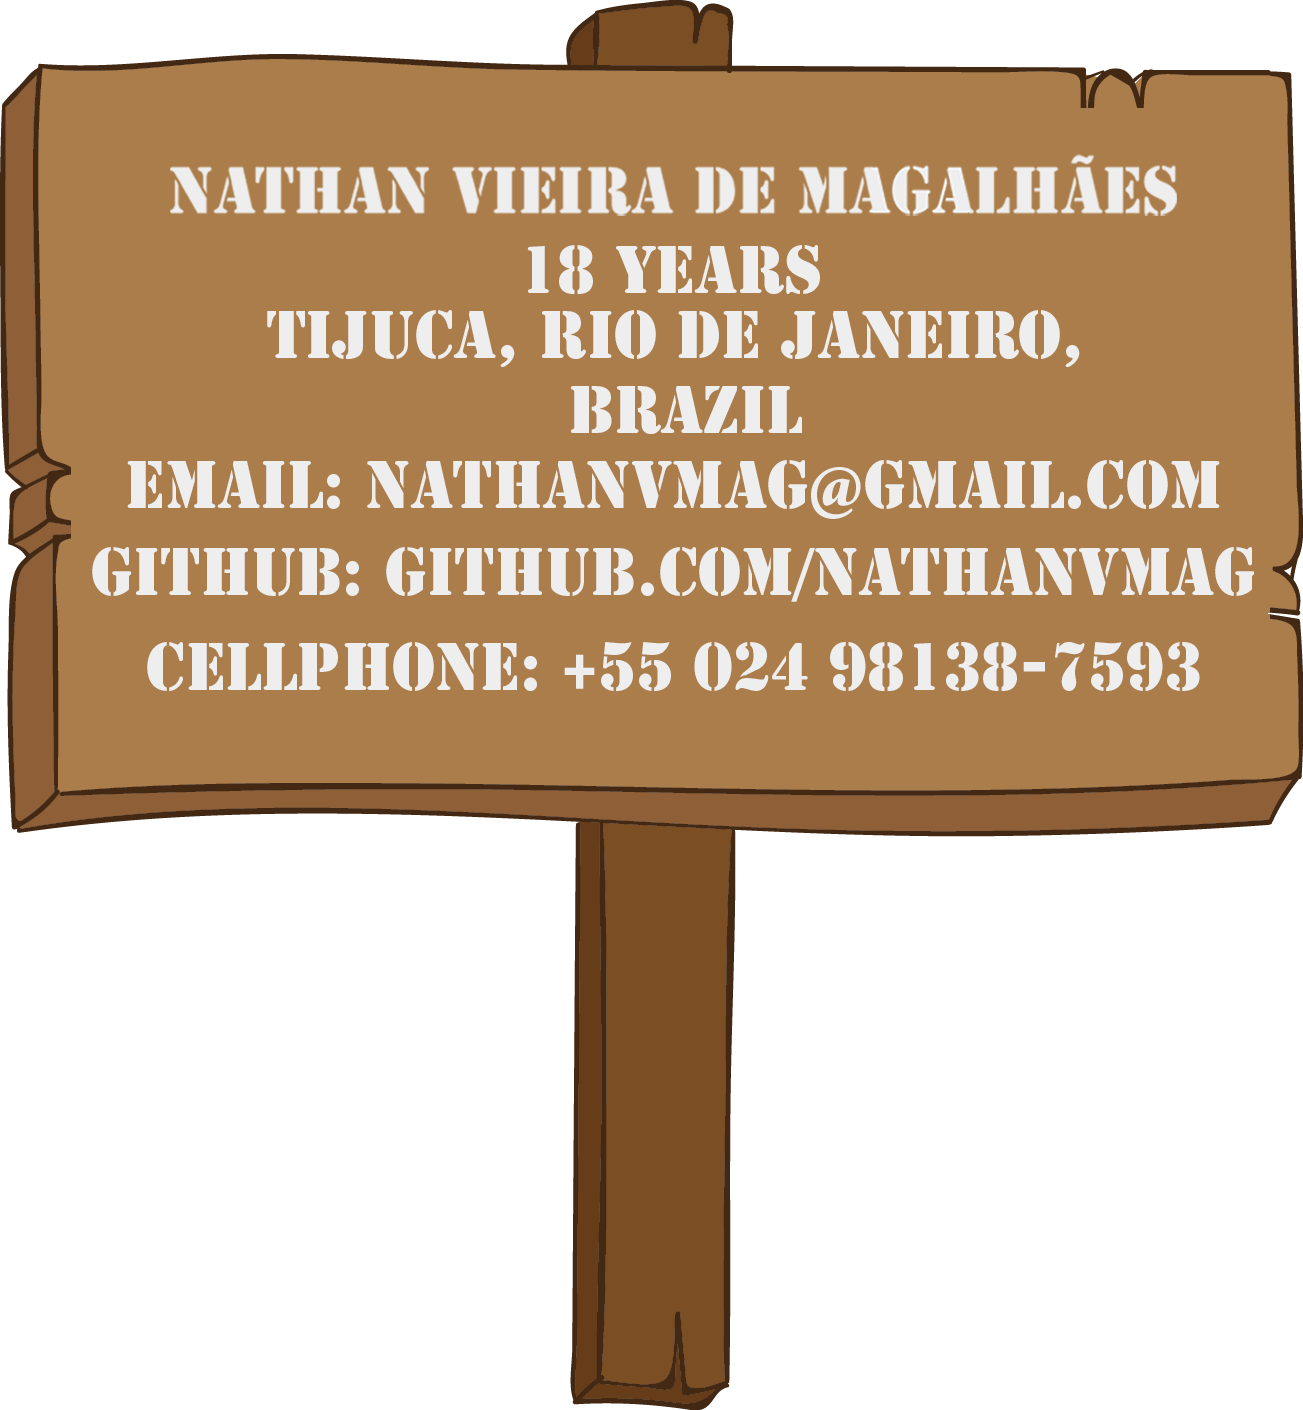 NATHAN VIEIRA DE MAGALHÃES
18 YEARS
TIJUCA, RIO DE JANEIRO,
BRAZIL
EMAIL: NATHANVMAG@GMAIL.COM
GITHUB: GITHUB.COM/NATHANVMAG
CELLPHONE: +55 024 98138-7593